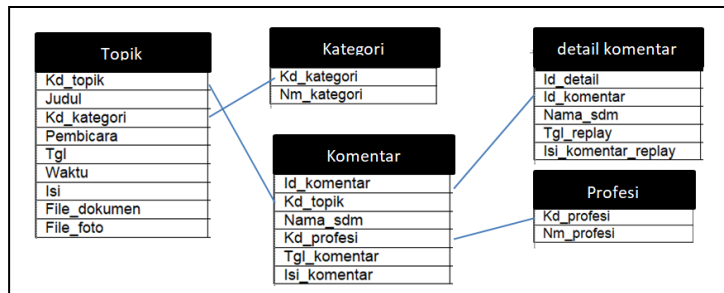 Topik
Kd_topik
Judul
Kd_kategori
Pembicara
Tgl
Waktu
Isi
File_dokumen
File_foto
Kategori
Kd_kategori
Nm_kategori
Komentar
Id_komentar
Kd_topik
Nama_sdm
Kd_profesi
Tgl_komentar
Isi_komentar
detail komentar
Id_detail
Id_komentar
Nama_sdm
Tgl_replay
Isi_komentar_replay
Profesi
Kd_profesi
Nm_profesi